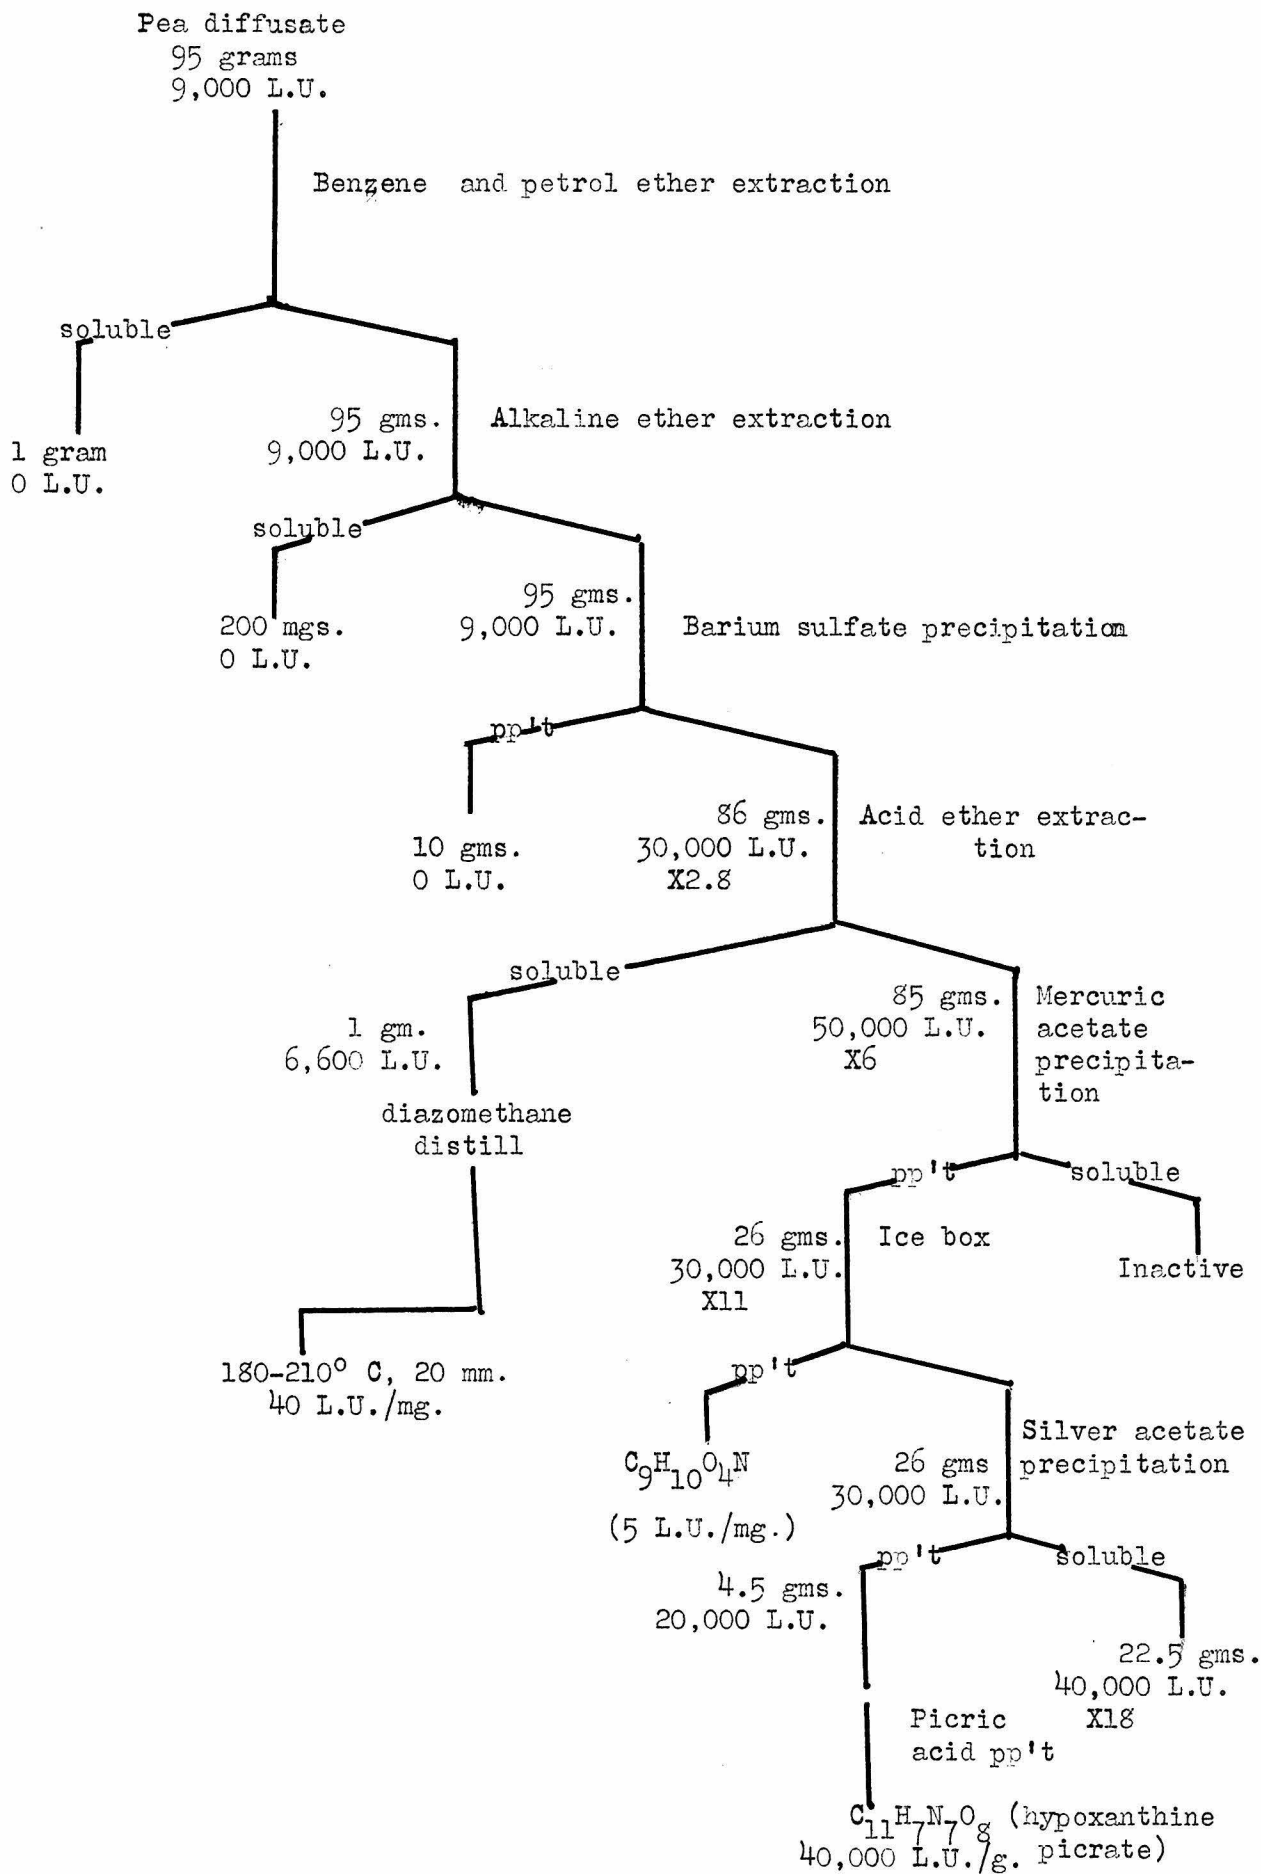 Pea diffusate
95 grams
9,000 L.U.
Benzene and petrol ether extraction
soluble
1 gram
0 L.U.
95 gms.
9,000 L.U.
Alkaline ether extraction
soluble
200 mgs.
0 L.U.
95 gms.
9,000 L.U.
Barium sulfate precipitation
pp't
10 gms.
0 L.U.
86 gms.
30,000 L.U.
X2.8
Acid ether extrac-
tion
soluble
1 gm.
6,600 L.U.
diazomethane
distill
180-210° C, 20 mm.
40 L.U./mg.
85 gms.
50,000 L.U.
X6
Mercuric
acetate
precipita-
tion
pp't
soluble
Inactive
26 gms.
30,000 L.U.
X11
Ice box
pp't
C9H10O4N
(5 L.U./mg.)
26 gms
30,000 L.U.
Silver acetate
precipitation
pp't
soluble
4.5 gms.
20,000 L.U.
22.5 gms.
40,000 L.U.
X18
Picric
acid pp't
C11H7N7O8 (hypoxanthine
40,000 L.U./g. picrate)